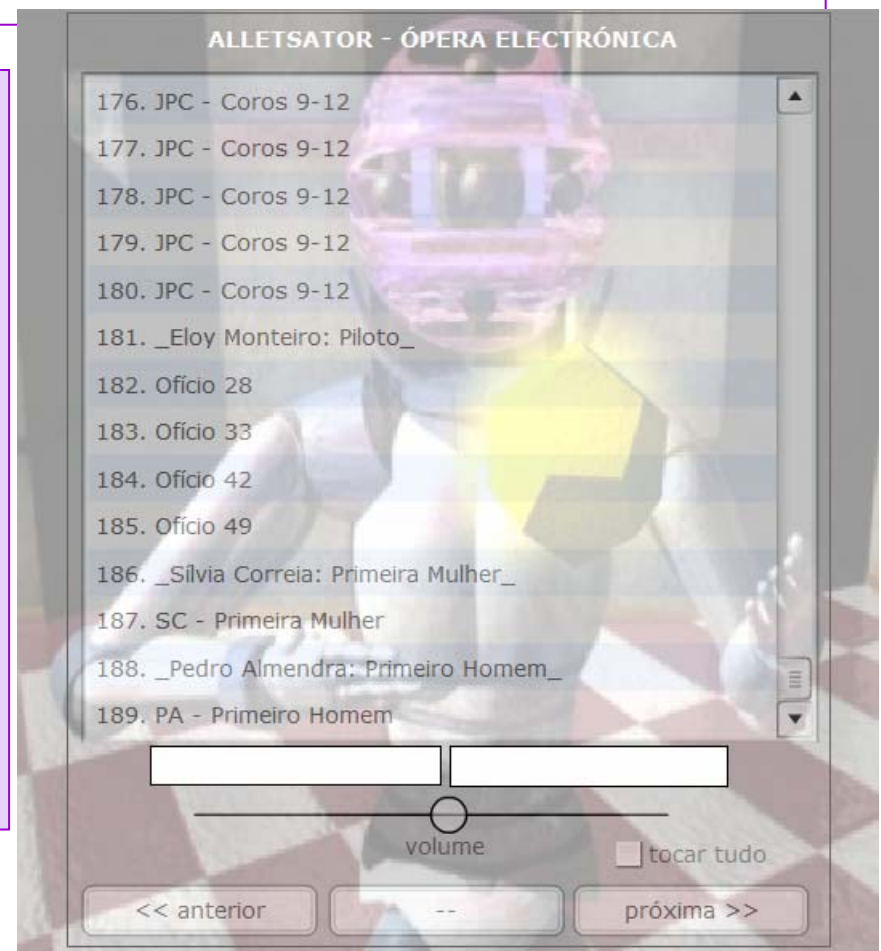 ALLETSATOR - ÓPERA ELECTRÓNICA
176. JPC - Coros 9-12
177. JPC - Coros 9-12
178. JPC - Coros 9-12
179. JPC - Coros 9-12
180. JPC - Coros 9-12
181. _Eloy Monteiro: Piloto_
182. Ofício 28
183. Ofício 33
184. Ofício 42
185. Ofício 49
186. _Sílvia Correia: Primeira Mulher_
187. SC - Primeira Mulher
188. _Pedro Almendra: Primeiro Homem_
189. PA - Primeiro Homem
volume
tocar tudo
<< anterior
--
próxima >>